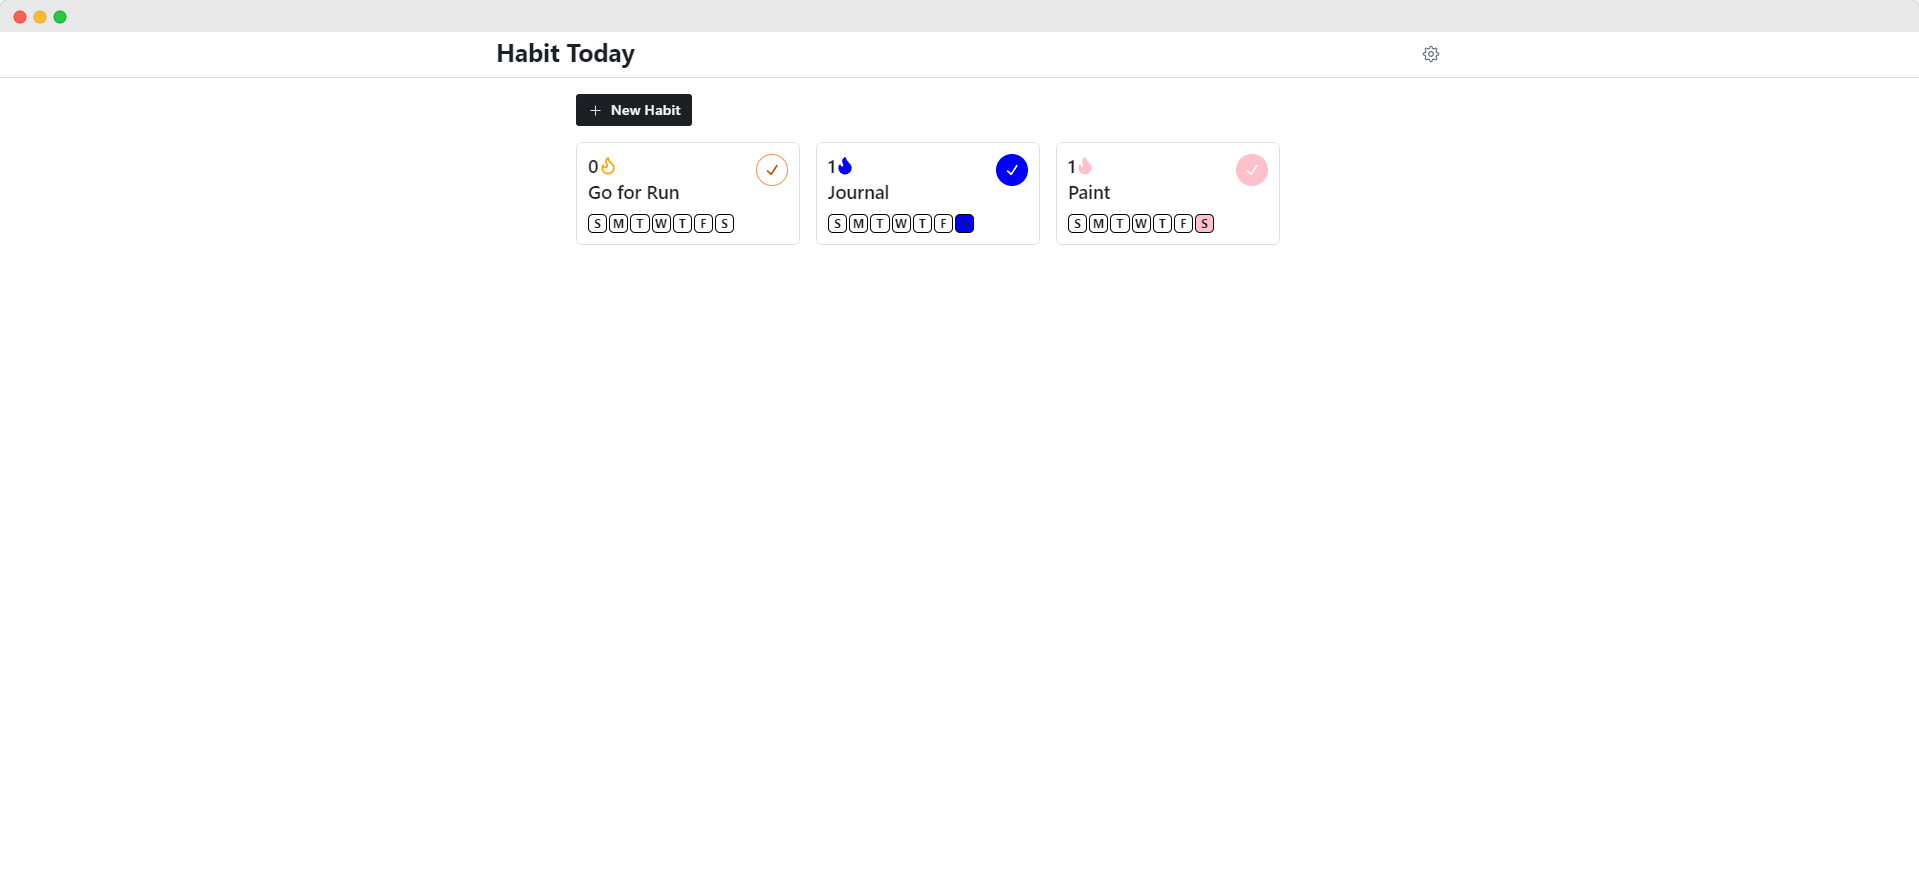 Habit Today
+ New Habit
0
Go for Run
S M T W T F S
1
Journal
S M T W T F
1
Paint
S M T W T F S